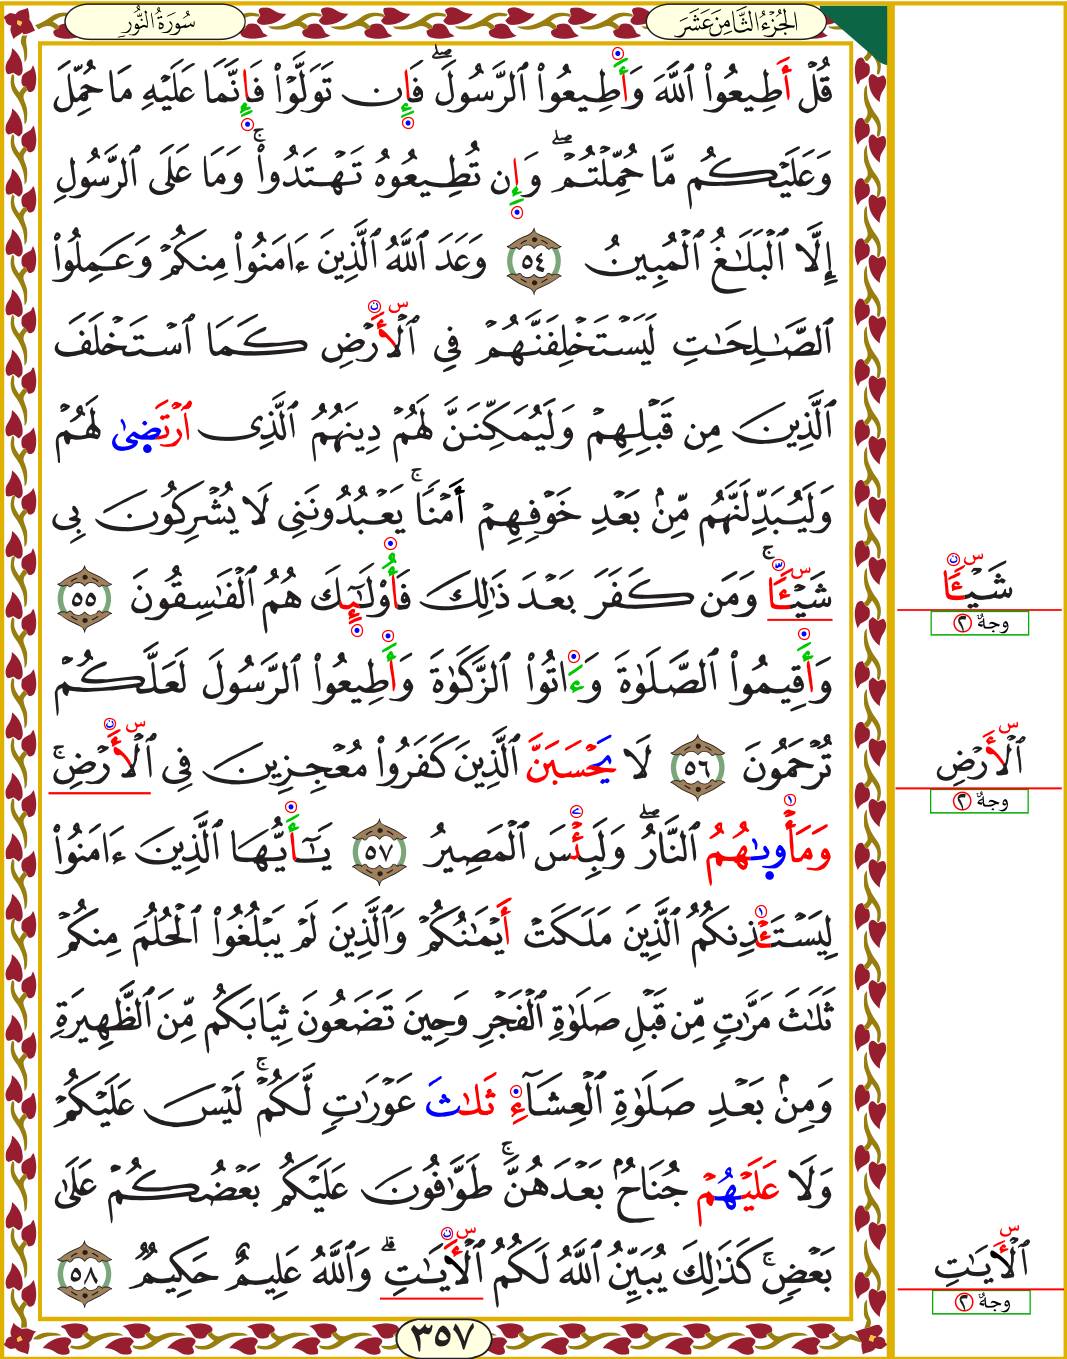 الجُزْءُ الثَّامِنَ عَشَرَ
سُورَةُ النُّورِ
قُلْ أَطِيعُوا۟ ٱللَّهَ وَأَطِيعُوا۟ ٱلرَّسُولَ ۖ فَإِن تَوَلَّوْا۟ فَإِنَّمَا عَلَيْهِ مَا حُمِّلَ
وَعَلَيْكُم مَّا حُمِّلْتُمْ ۖ وَإِن تُطِيعُوهُ تَهْتَدُوا۟ ۚ وَمَا عَلَى ٱلرَّسُولِ
إِلَّا ٱلْبَلَـٰغُ ٱلْمُبِينُ ٥٤ وَعَدَ ٱللَّهُ ٱلَّذِينَ ءَامَنُوا۟ مِنكُمْ وَعَمِلُوا۟
ٱلصَّـٰلِحَـٰتِ لَيَسْتَخْلِفَنَّهُمْ فِي ٱلْأَرْضِ كَمَا ٱسْتَخْلَفَ
ٱلَّذِينَ مِن قَبْلِهِمْ وَلَيُمَكِّنَنَّ لَهُمْ دِينَهُمُ ٱلَّذِى ٱرْتَضِىٰ لَهُمْ
وَلَيُبَدِّلَنَّهُم مِّنۢ بَعْدِ خَوْفِهِمْ أَمْنًا ۚ يَعْبُدُونَنِى لَا يُشْرِكُونَ بِى
شَيْـًٔا ۚ وَمَن كَفَرَ بَعْدَ ذَٰلِكَ فَأُو۟لَـٰٓئِكَ هُمُ ٱلْفَـٰسِقُونَ ٥٥
وَأَقِيمُوا۟ ٱلصَّلَوٰةَ وَءَاتُوا۟ ٱلزَّكَوٰةَ وَأَطِيعُوا۟ ٱلرَّسُولَ لَعَلَّكُمْ
تُرْحَمُونَ ٥٦ لَا يَحْسَبَنَّ ٱلَّذِينَ كَفَرُوا۟ مُعْجِزِينَ فِى ٱلْأَرْضِ ۚ
وَمَأْوِىٰهُمُ ٱلنَّارُ ۖ وَلَبِئْسَ ٱلْمَصِيرُ ٥٧ يَـٰٓأَيُّهَا ٱلَّذِينَ ءَامَنُوا۟
لِيَسْتَـْٔذِنكُمُ ٱلَّذِينَ مَلَكَتْ أَيْمَـٰنُكُمْ وَٱلَّذِينَ لَمْ يَبْلُغُوا۟ ٱلْحُلُمَ مِنكُمْ
ثَلَـٰثَ مَرَّٰتٍ مِّن قَبْلِ صَلَوٰةِ ٱلْفَجْرِ وَحِينَ تَضَعُونَ ثِيَابَكُم مِّنَ ٱلظَّهِيرَةِ
وَمِنۢ بَعْدِ صَلَوٰةِ ٱلْعِشَآءِ ثَلَـٰثَ عَوْرَٰتٍ لَّكُمْ ۚ لَيْسَ عَلَيْكُمْ
وَلَا عَلَيْهُمْ جُنَاحٌۢ بَعْدَهُنَّ ۚ طَوَّٰفُونَ عَلَيْكُم بَعْضُكُمْ عَلَىٰ
بَعْضٍ ۚ كَذَٰلِكَ يُبَيِّنُ ٱللَّهُ لَكُمُ ٱلْـَٔايَـٰتِ ۗ وَٱللَّهُ عَلِيمٌ حَكِيمٌ ٥٨
٣٥٧
شَيْـًٔا
وجهٌ ٢
ٱلْأَرْضِ
وجهٌ ٢
ٱلْـَٔايَـٰتِ
وجهٌ ٢